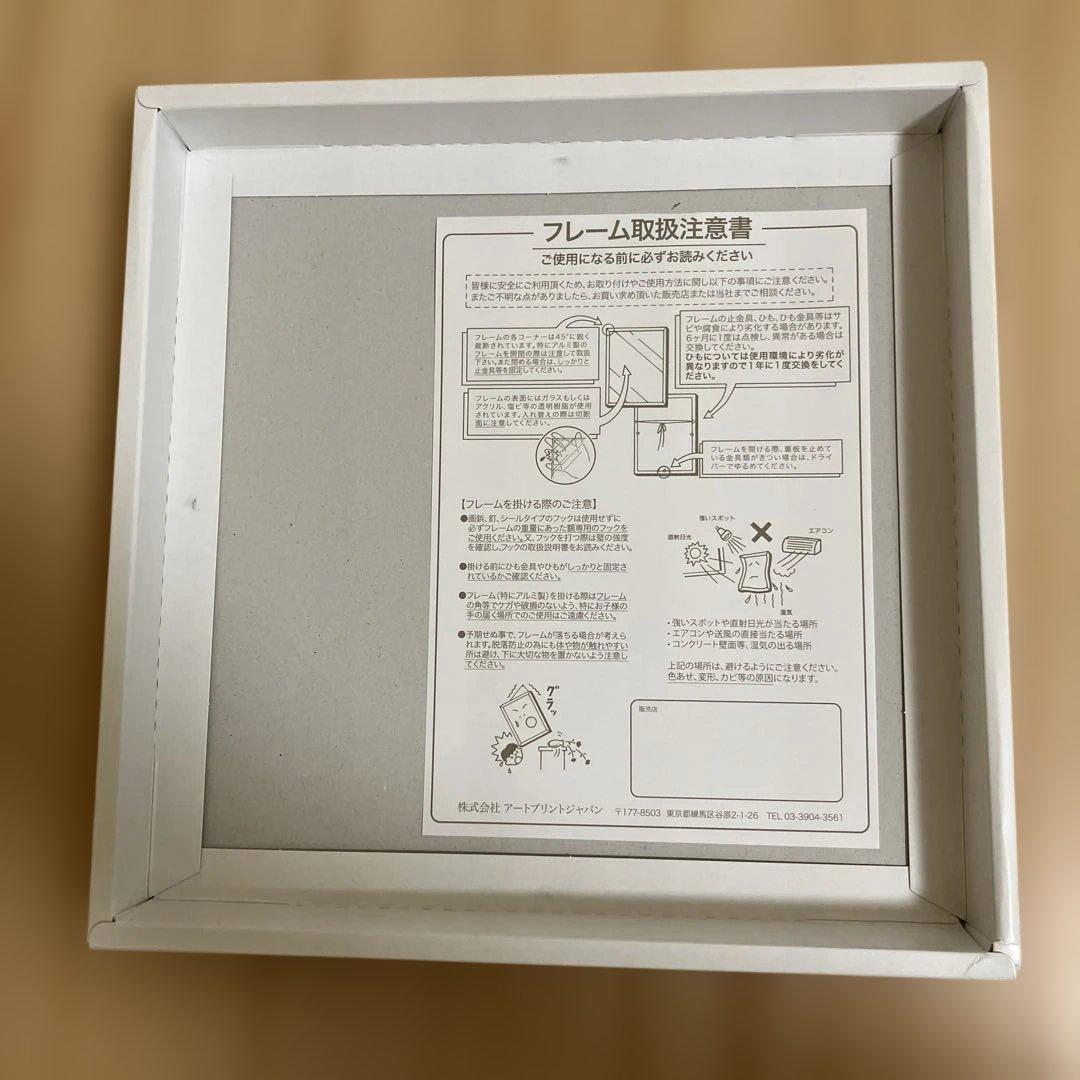 フレーム取扱注意書
ご使用になる前に必ずお読みください
皆様に安全にご利用頂くため、お取り付けやご使用方法に関し以下の事項にご注意ください。
またご不明な点がありましたら、お買い求め頂いた販売店または当社までご相談ください。
フレームの各コーナーは45°に鋭く
裁断されています。特にアルミ製の
フレームを開閉の際は注意して取扱
下さい。また閉める場合は、しっかりと
止金具等を固定してください。
フレームの止金具、ひも、ひも金具等はサ
ビや腐食により劣化する場合があります。
6ヶ月に1度は点検し、異常がある場合は
交換してください。
ひもについては使用環境により劣化が
異なりますので1年に1度交換をしてく
ださい。
フレームの表面にはガラスもしくは
アクリル、塩ビ等の透明樹脂が使用
されています。入れ替えの際は切断
面に注意してください。
フレームを開ける際、裏板を止めて
いる金具類がきつい場合は、ドライ
バーでゆるめてください。
【フレームを掛ける際のご注意】
●画鋲、釘、シールタイプのフックは使用せずに
必ずフレームの重量にあった類専用のフックを
ご使用ください。又、フックを打つ際は壁の強度
を確認し、フックの取扱説明書をお読みください。
●掛ける前にひも金具やひもがしっかりと固定さ
れているかご確認ください。
●フレーム(特にアルミ製)を掛ける際はフレーム
の角等でケガや破損のないよう、特にお子様の
手の届く場所でのご使用はご遠慮ください。
●予期せぬ事で、フレームが落ちる場合が考えら
れます。脱落防止の為にも体や物が触れやすい
所は避け、下に大切な物を置かないよう注意し
てください。
グラッ
強いスポット
エアコン
直射日光
湿気
・強いスポットや直射日光が当たる場所
・エアコンや送風の直接当たる場所
・コンクリート壁面等、湿気の出る場所
上記の場所は、避けるようにご注意ください。
色あせ、変形、カビ等の原因になります。
販売店
株式会社 アートプリントジャパン 〒177-8503 東京都練馬区谷原2-1-26 TEL 03-3904-3561